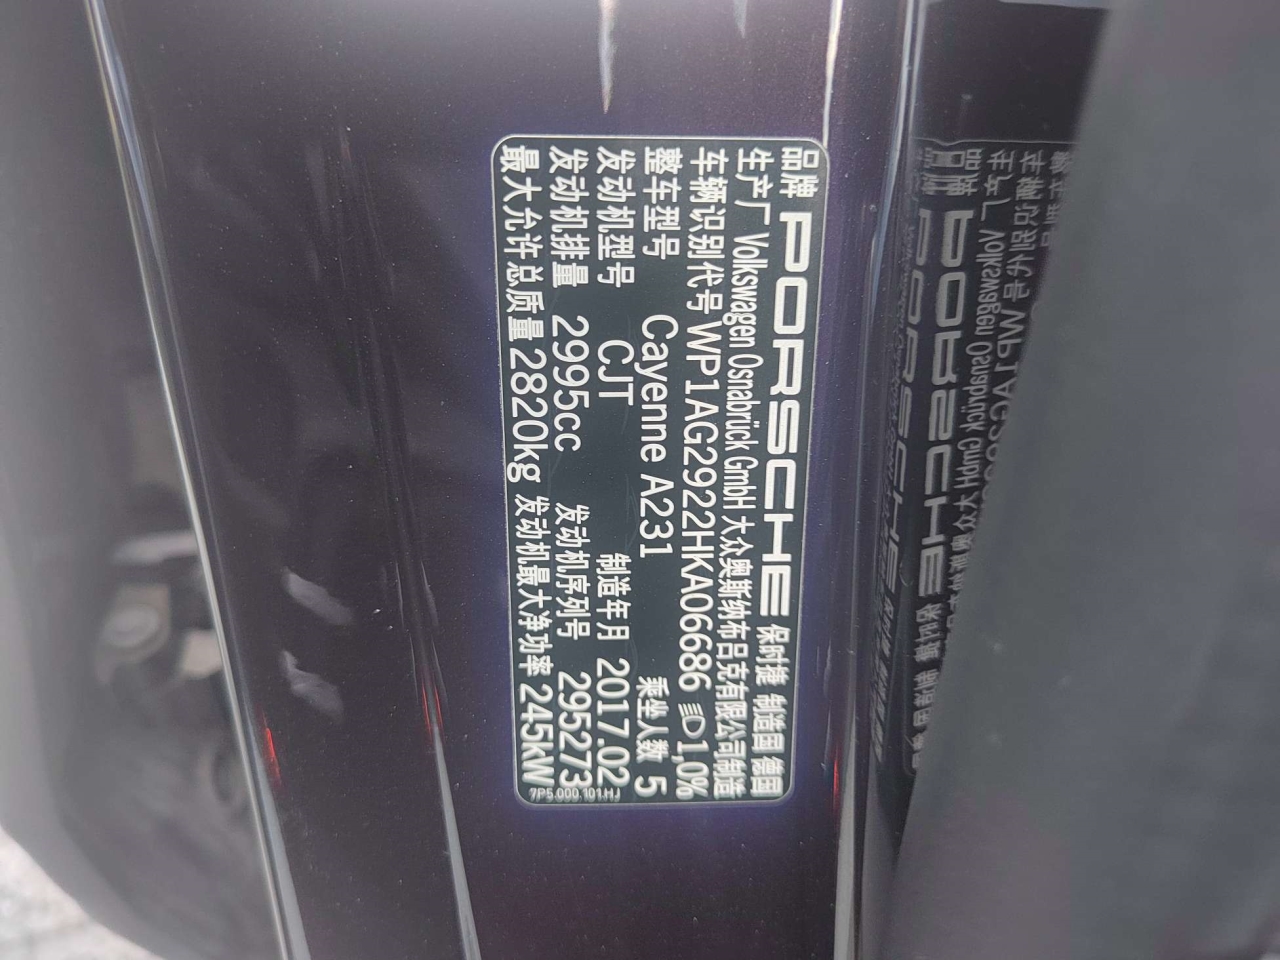 品牌 PORSCHE 保时捷 制造国 德国
生产厂 Volkswagen Osnabrück GmbH 大众奥斯纳布吕克有限公司制造
车辆识别代号 WP1AG2922HKA06686 1,0%
整车型号 Cayenne A231 乘坐人数 5
发动机型号 CJT 制造年月 2017.02
发动机排量 2995cc 发动机序列号 295273
最大允许总质量 2820kg 发动机最大净功率 245kW
7P5.000.101.HJ